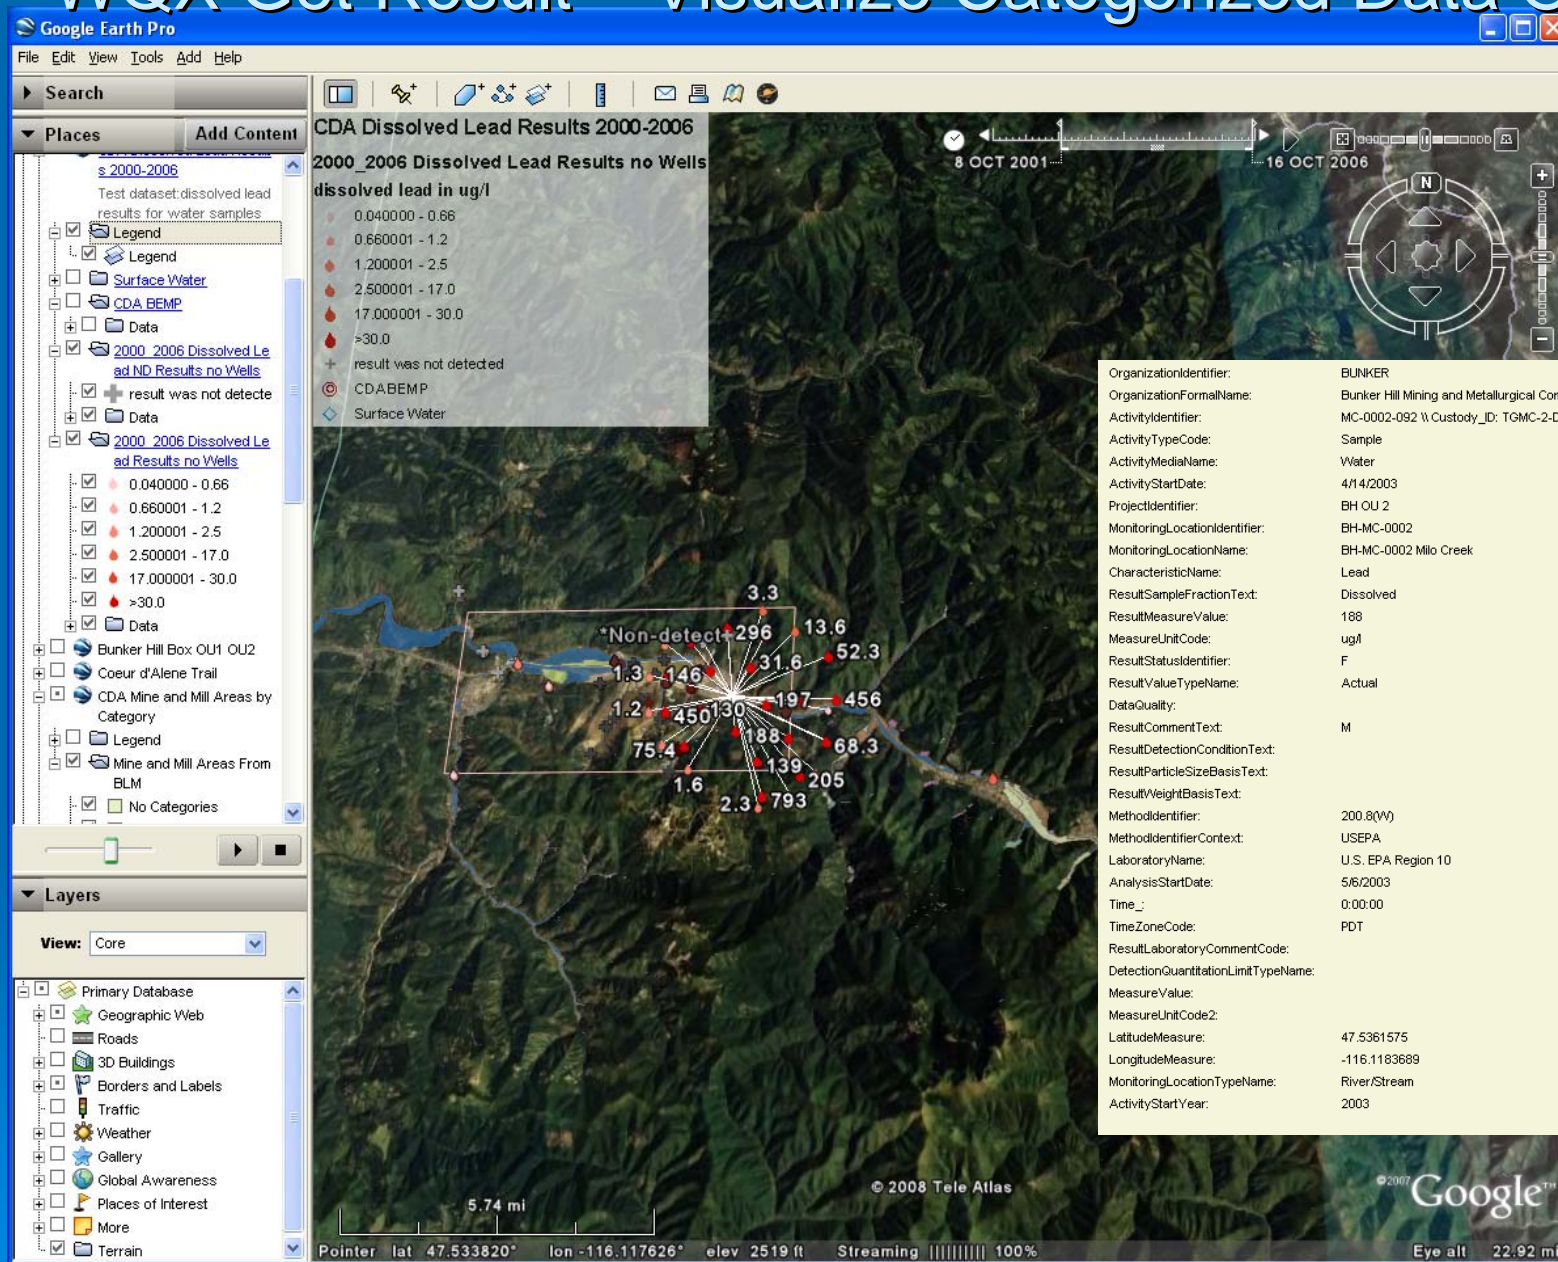 WQX Get Result – Visualize Categorized Data
Google Earth Pro
File Edit View Tools Add Help
Search
Places
Add Content
s 2000-2006
Test dataset:dissolved lead
results for water samples
Legend
Legend
Surface Water
CDA BEMP
Data
2000_2006 Dissolved Le
ad ND Results no Wells
result was not detecte
Data
2000_2006 Dissolved Le
ad Results no Wells
0.040000 - 0.66
0.660001 - 1.2
1.200001 - 2.5
2.500001 - 17.0
17.000001 - 30.0
>30.0
Data
Bunker Hill Box OU1 OU2
Coeur d'Alene Trail
CDA Mine and Mill Areas by
Category
Legend
Mine and Mill Areas From
BLM
No Categories
Layers
View: Core
Primary Database
Geographic Web
Roads
3D Buildings
Borders and Labels
Traffic
Weather
Gallery
Global Awareness
Places of Interest
More
Terrain
CDA Dissolved Lead Results 2000-2006
2000_2006 Dissolved Lead Results no Wells
dissolved lead in ug/l
0.040000 - 0.66
0.660001 - 1.2
1.200001 - 2.5
2.500001 - 17.0
17.000001 - 30.0
>30.0
result was not detected
CDABEMP
Surface Water
8 OCT 2001
16 OCT 2006
N
3.3
*Non-detect
296
13.6
52.3
31.6
1.3
146
197
456
1.2
450
130
188
68.3
75.4
139
205
1.6
2.3
793
OrganizationIdentifier: BUNKER
OrganizationFormalName: Bunker Hill Mining and Metallurgical Con
ActivityIdentifier: MC-0002-092 \\ Custody_ID: TGMC-2-D
ActivityTypeCode: Sample
ActivityMediaName: Water
ActivityStartDate: 4/14/2003
ProjectIdentifier: BH OU 2
MonitoringLocationIdentifier: BH-MC-0002
MonitoringLocationName: BH-MC-0002 Milo Creek
CharacteristicName: Lead
ResultSampleFractionText: Dissolved
ResultMeasureValue: 188
MeasureUnitCode: ug/l
ResultStatusIdentifier: F
ResultValueTypeName: Actual
DataQuality:
ResultCommentText: M
ResultDetectionConditionText:
ResultParticleSizeBasisText:
ResultWeightBasisText:
MethodIdentifier: 200.8(W)
MethodIdentifierContext: USEPA
LaboratoryName: U.S. EPA Region 10
AnalysisStartDate: 5/6/2003
Time_: 0:00:00
TimeZoneCode: PDT
ResultLaboratoryCommentCode:
DetectionQuantitationLimitTypeName:
MeasureValue:
MeasureUnitCode2:
LatitudeMeasure: 47.5361575
LongitudeMeasure: -116.1183689
MonitoringLocationTypeName: River/Stream
ActivityStartYear: 2003
5.74 mi
© 2008 Tele Atlas
©2007 Google™
Pointer lat 47.533820° lon -116.117626° elev 2519 ft Streaming |||||||||| 100% Eye alt 22.92 mi